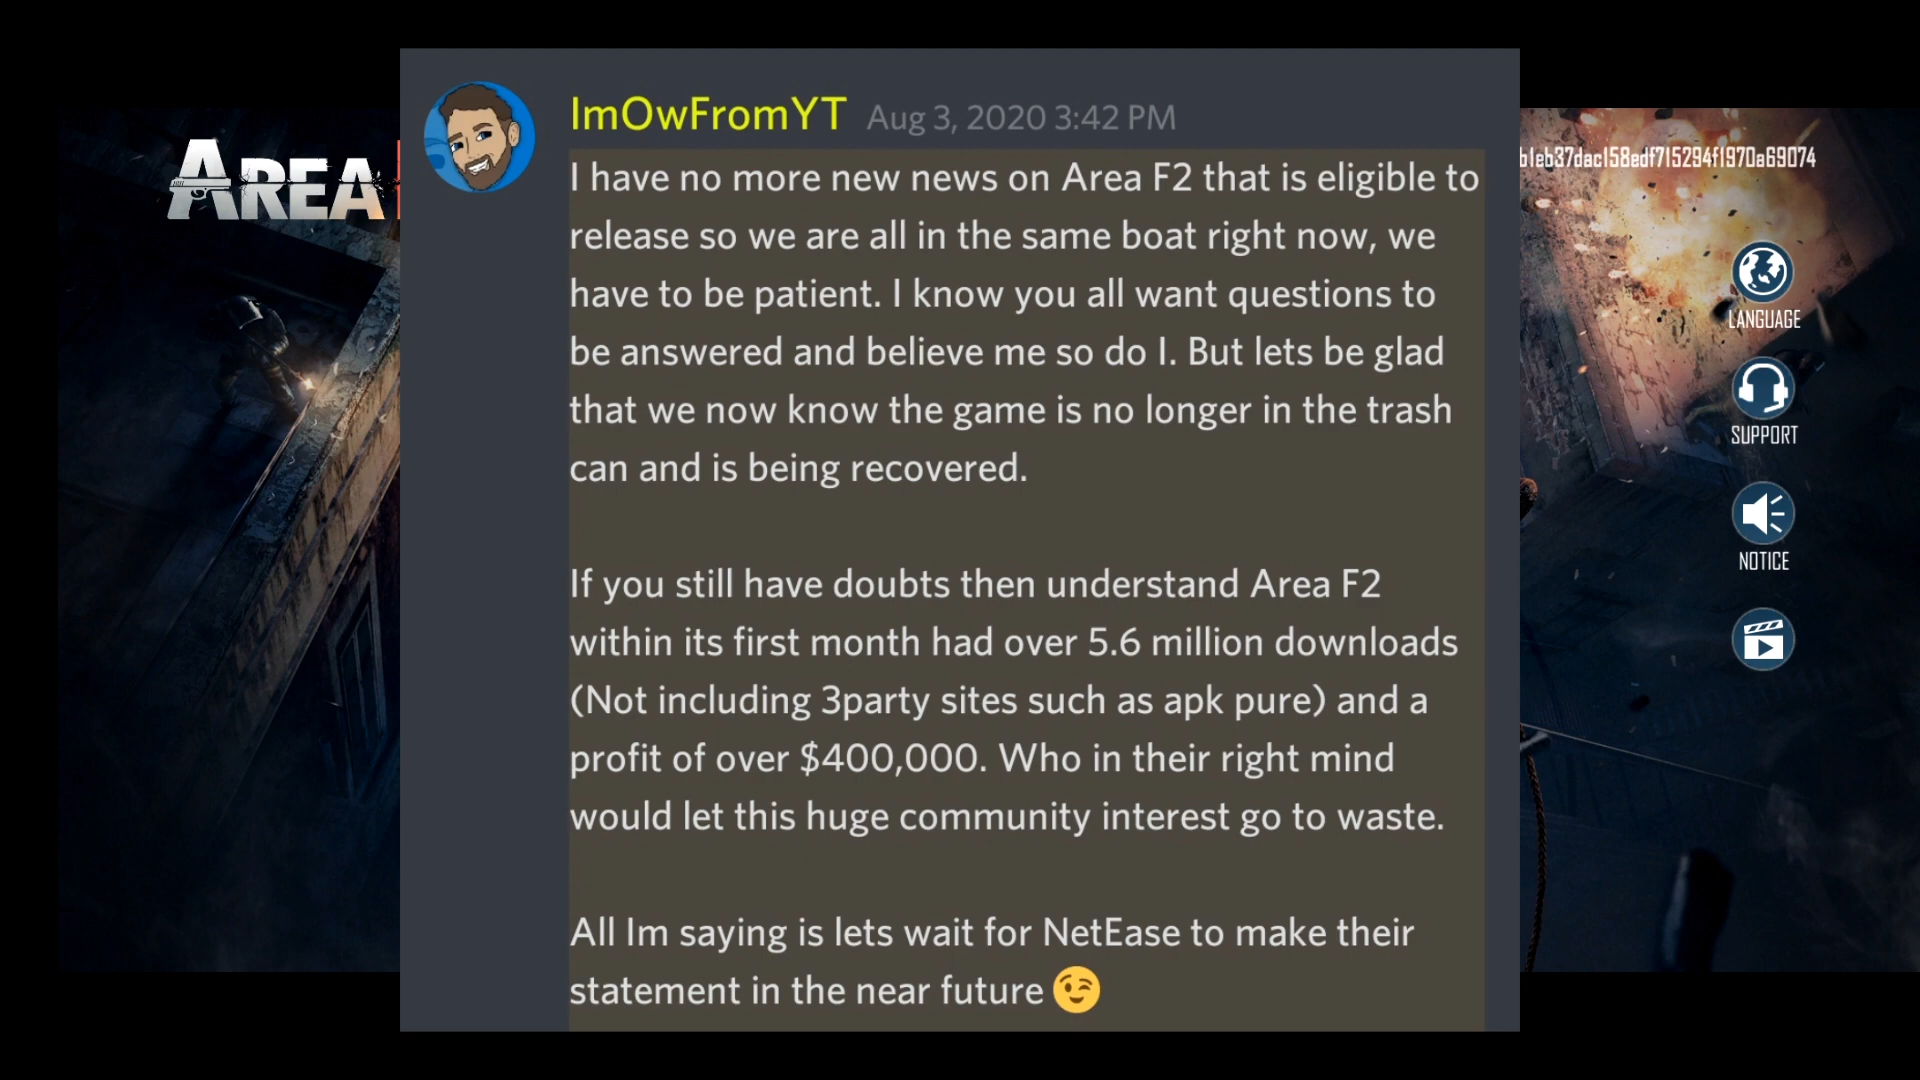 ImOwFromYT Aug 3, 2020 3:42 PM
I have no more new news on Area F2 that is eligible to
release so we are all in the same boat right now, we
have to be patient. I know you all want questions to
be answered and believe me so do I. But lets be glad
that we now know the game is no longer in the trash
can and is being recovered.
If you still have doubts then understand Area F2
within its first month had over 5.6 million downloads
(Not including 3party sites such as apk pure) and a
profit of over $400,000. Who in their right mind
would let this huge community interest go to waste.
All Im saying is lets wait for NetEase to make their
statement in the near future 😉
AREA
b1eb37dac158edf715294f1970a69074
LANGUAGE
SUPPORT
NOTICE